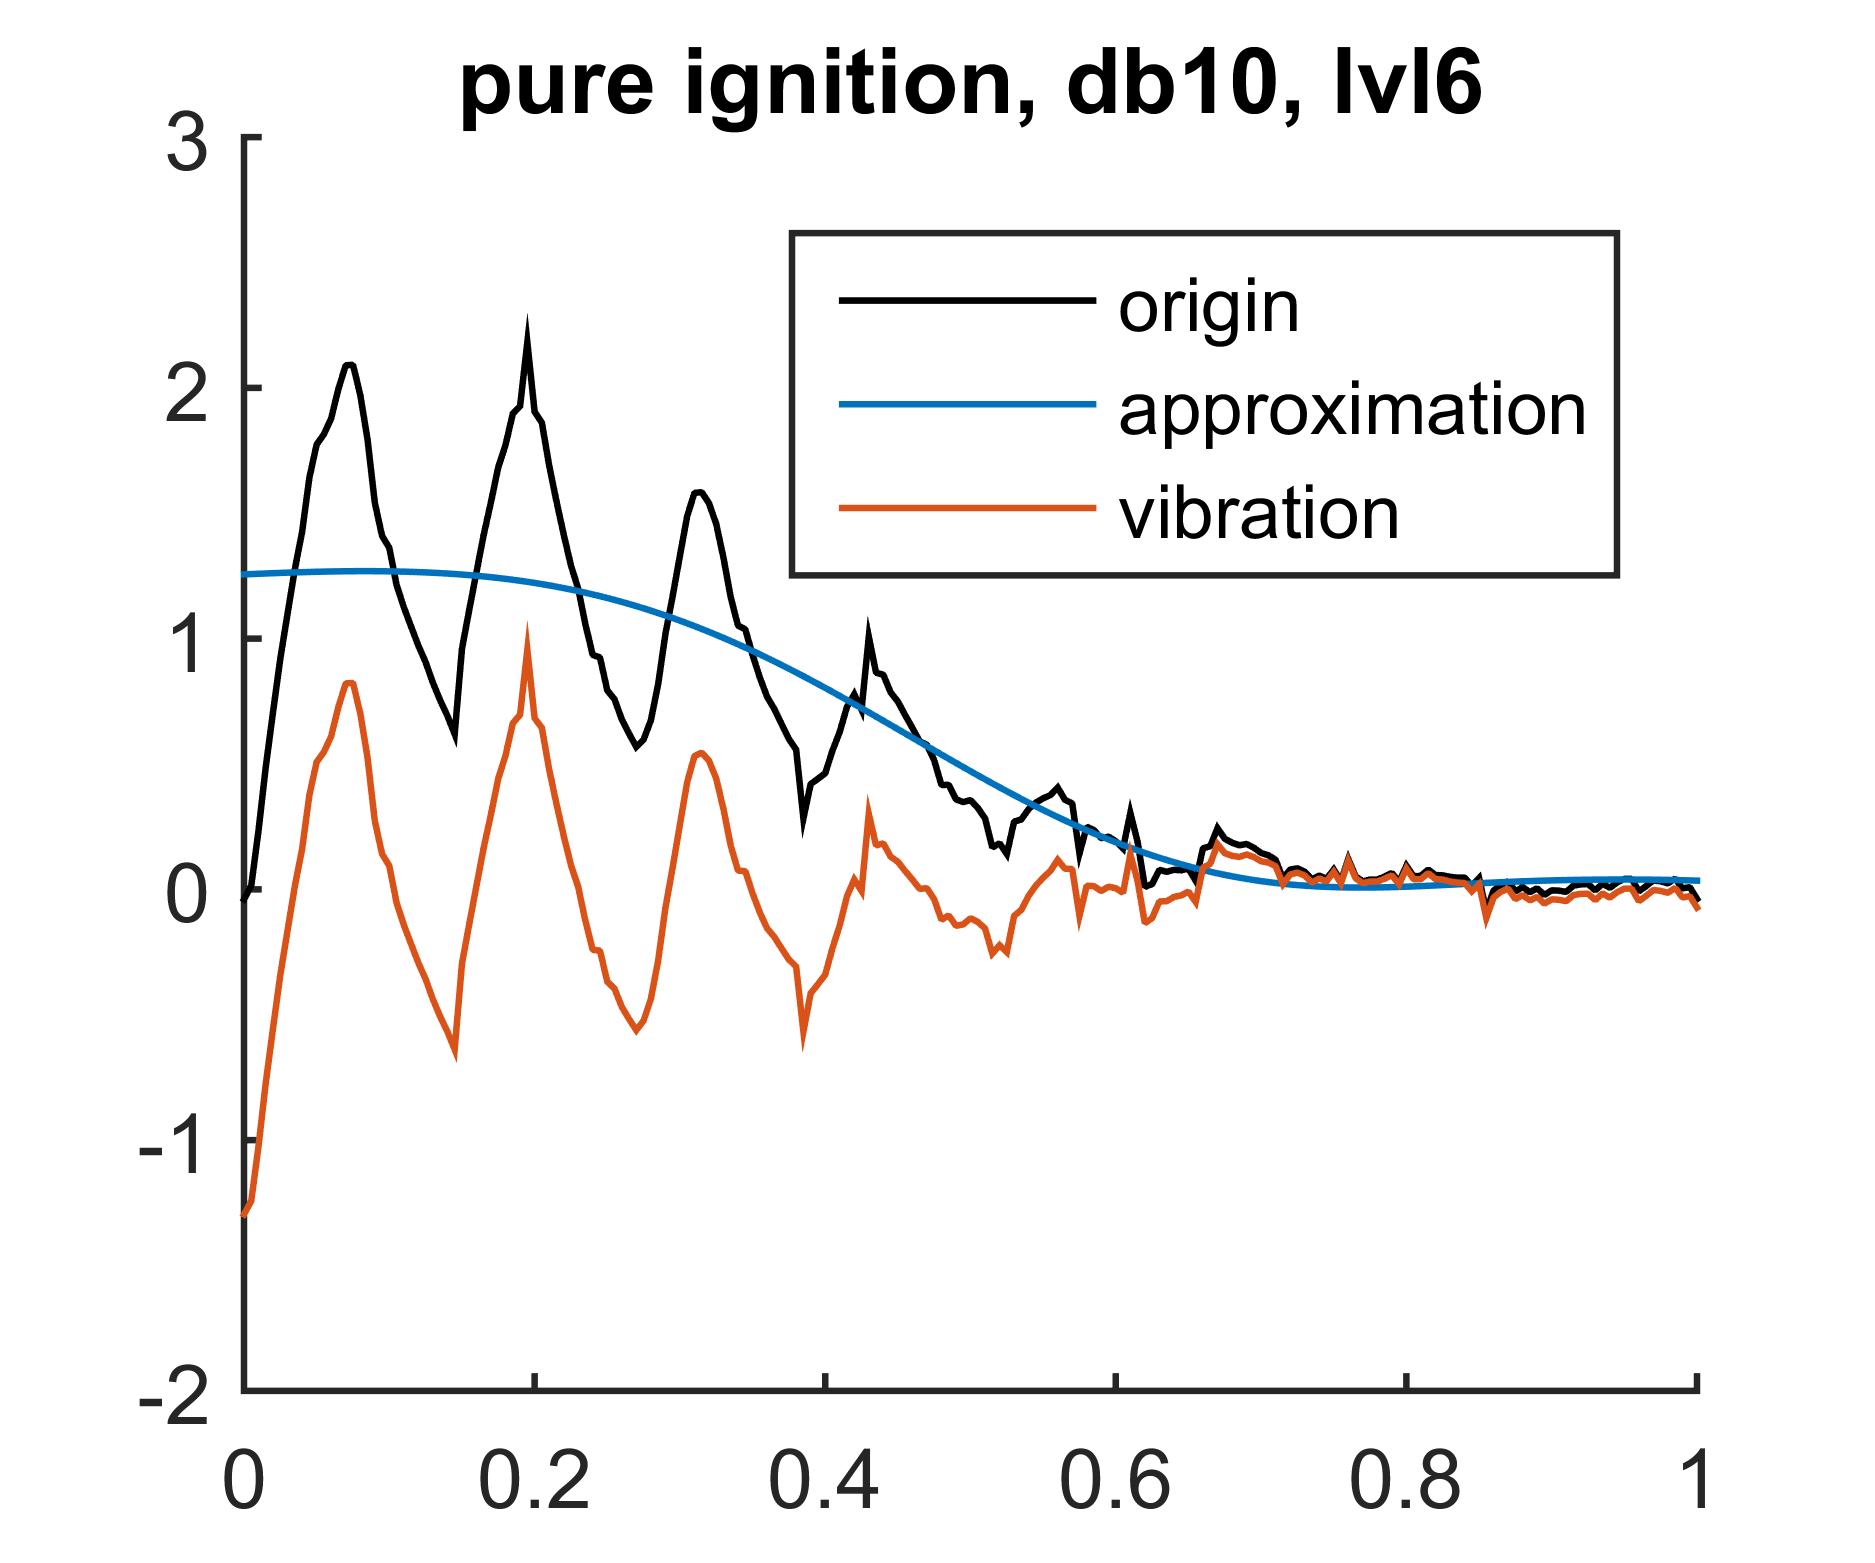 pure ignition, db10, lvl6
3
origin
2
approximation
vibration
1
0
-1
-2
0 0.2 0.4 0.6 0.8 1